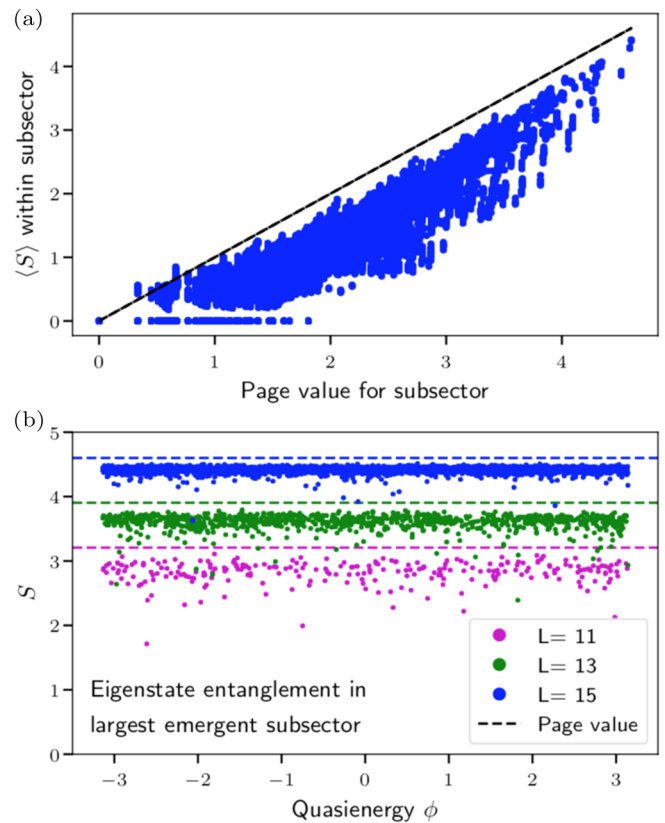 (a)
⟨S⟩ within subsector
4
3
2
1
0
0 1 2 3 4
Page value for subsector
(b)
S
5
4
3
2
1
0
L= 11
L= 13
L= 15
Page value
Eigenstate entanglement in
largest emergent subsector
−3 −2 −1 0 1 2 3
Quasienergy ϕ